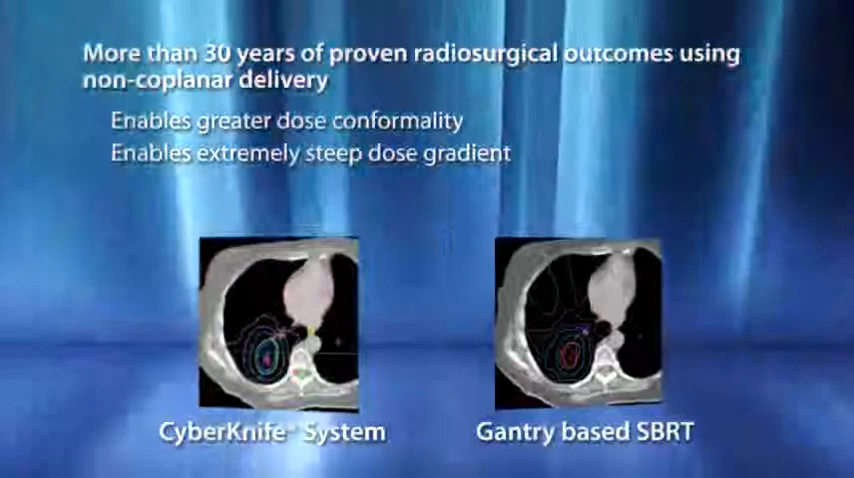 More than 30 years of proven radiosurgical outcomes using
non-coplanar delivery
Enables greater dose conformality
Enables extremely steep dose gradient
CyberKnife® System
Gantry based SBRT